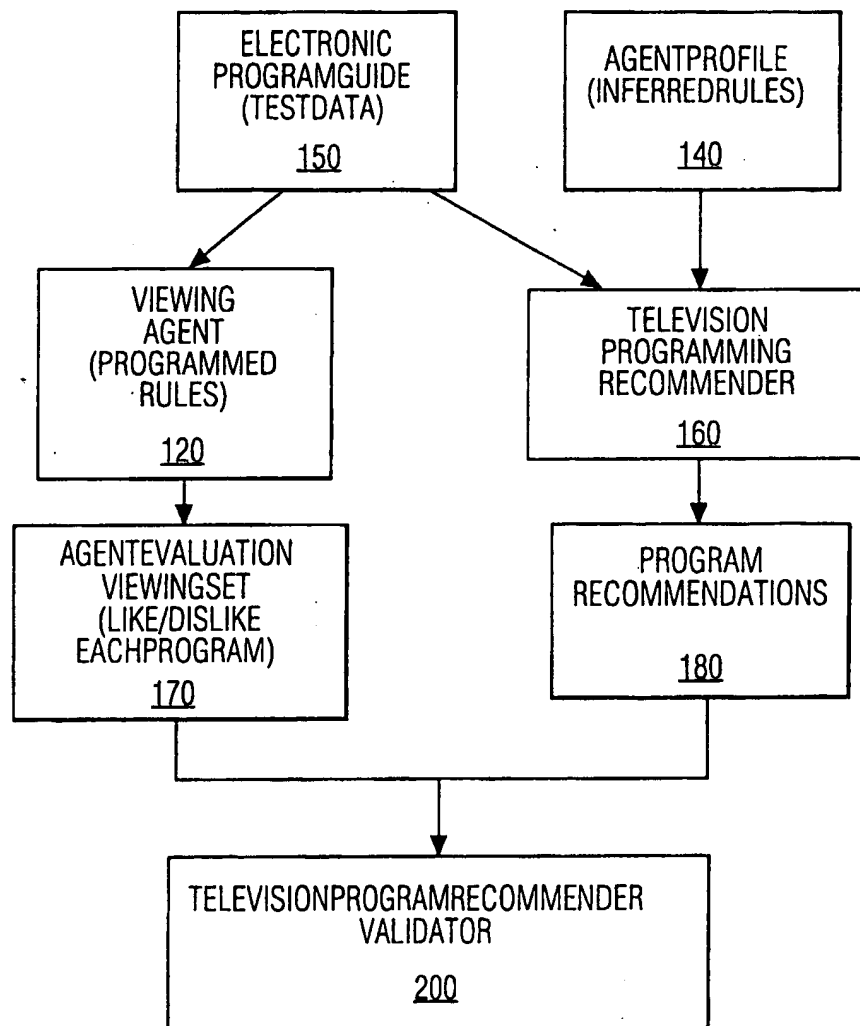 ELECTRONIC
PROGRAMGUIDE
(TESTDATA)
150
AGENTPROFILE
(INFERREDRULES)
140
VIEWING
AGENT
(PROGRAMMED
RULES)
120
TELEVISION
PROGRAMMING
RECOMMENDER
160
AGENTEVALUATION
VIEWINGSET
(LIKE/DISLIKE
EACHPROGRAM)
170
PROGRAM
RECOMMENDATIONS
180
TELEVISIONPROGRAMRECOMMENDER
VALIDATOR
200